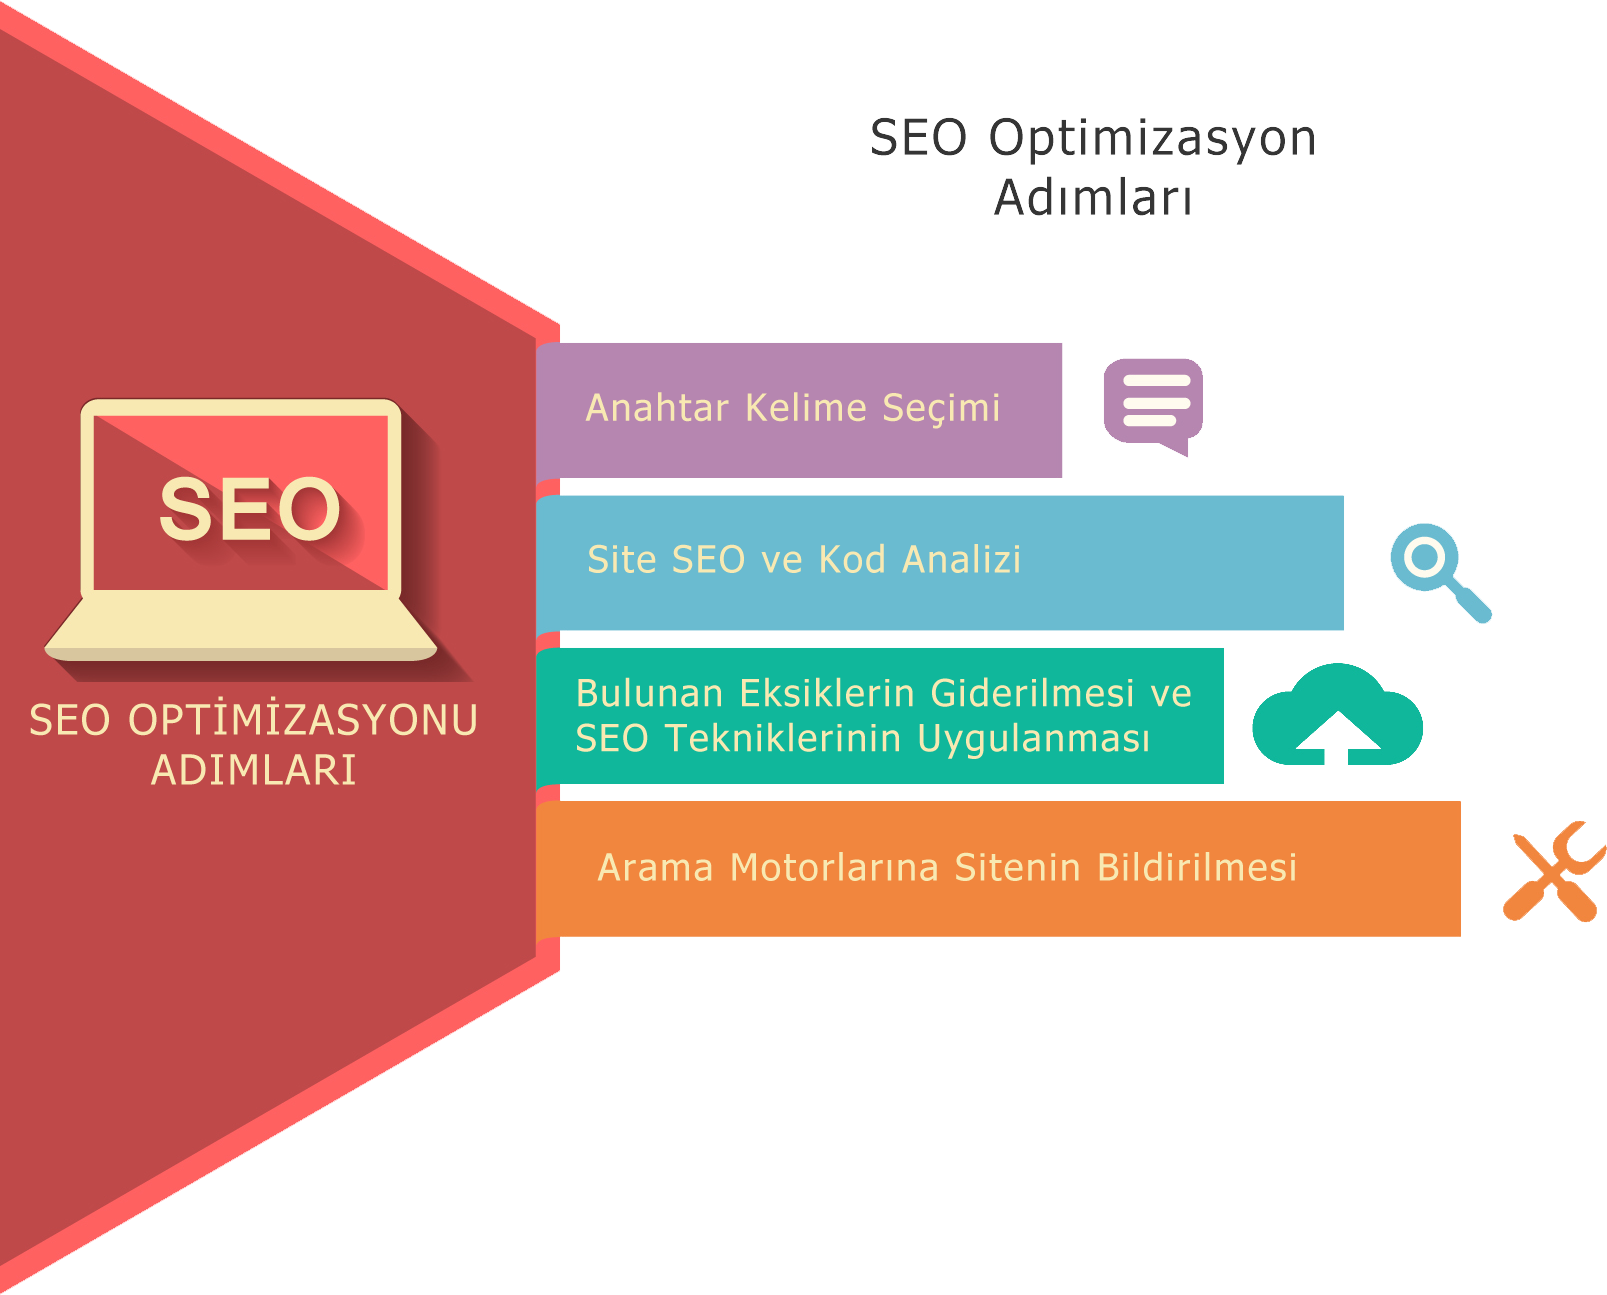 SEO Optimizasyon
Adımları
SEO
SEO OPTİMİZASYONU
ADIMLARI
Anahtar Kelime Seçimi
Site SEO ve Kod Analizi
Bulunan Eksiklerin Giderilmesi ve
SEO Tekniklerinin Uygulanması
Arama Motorlarına Sitenin Bildirilmesi